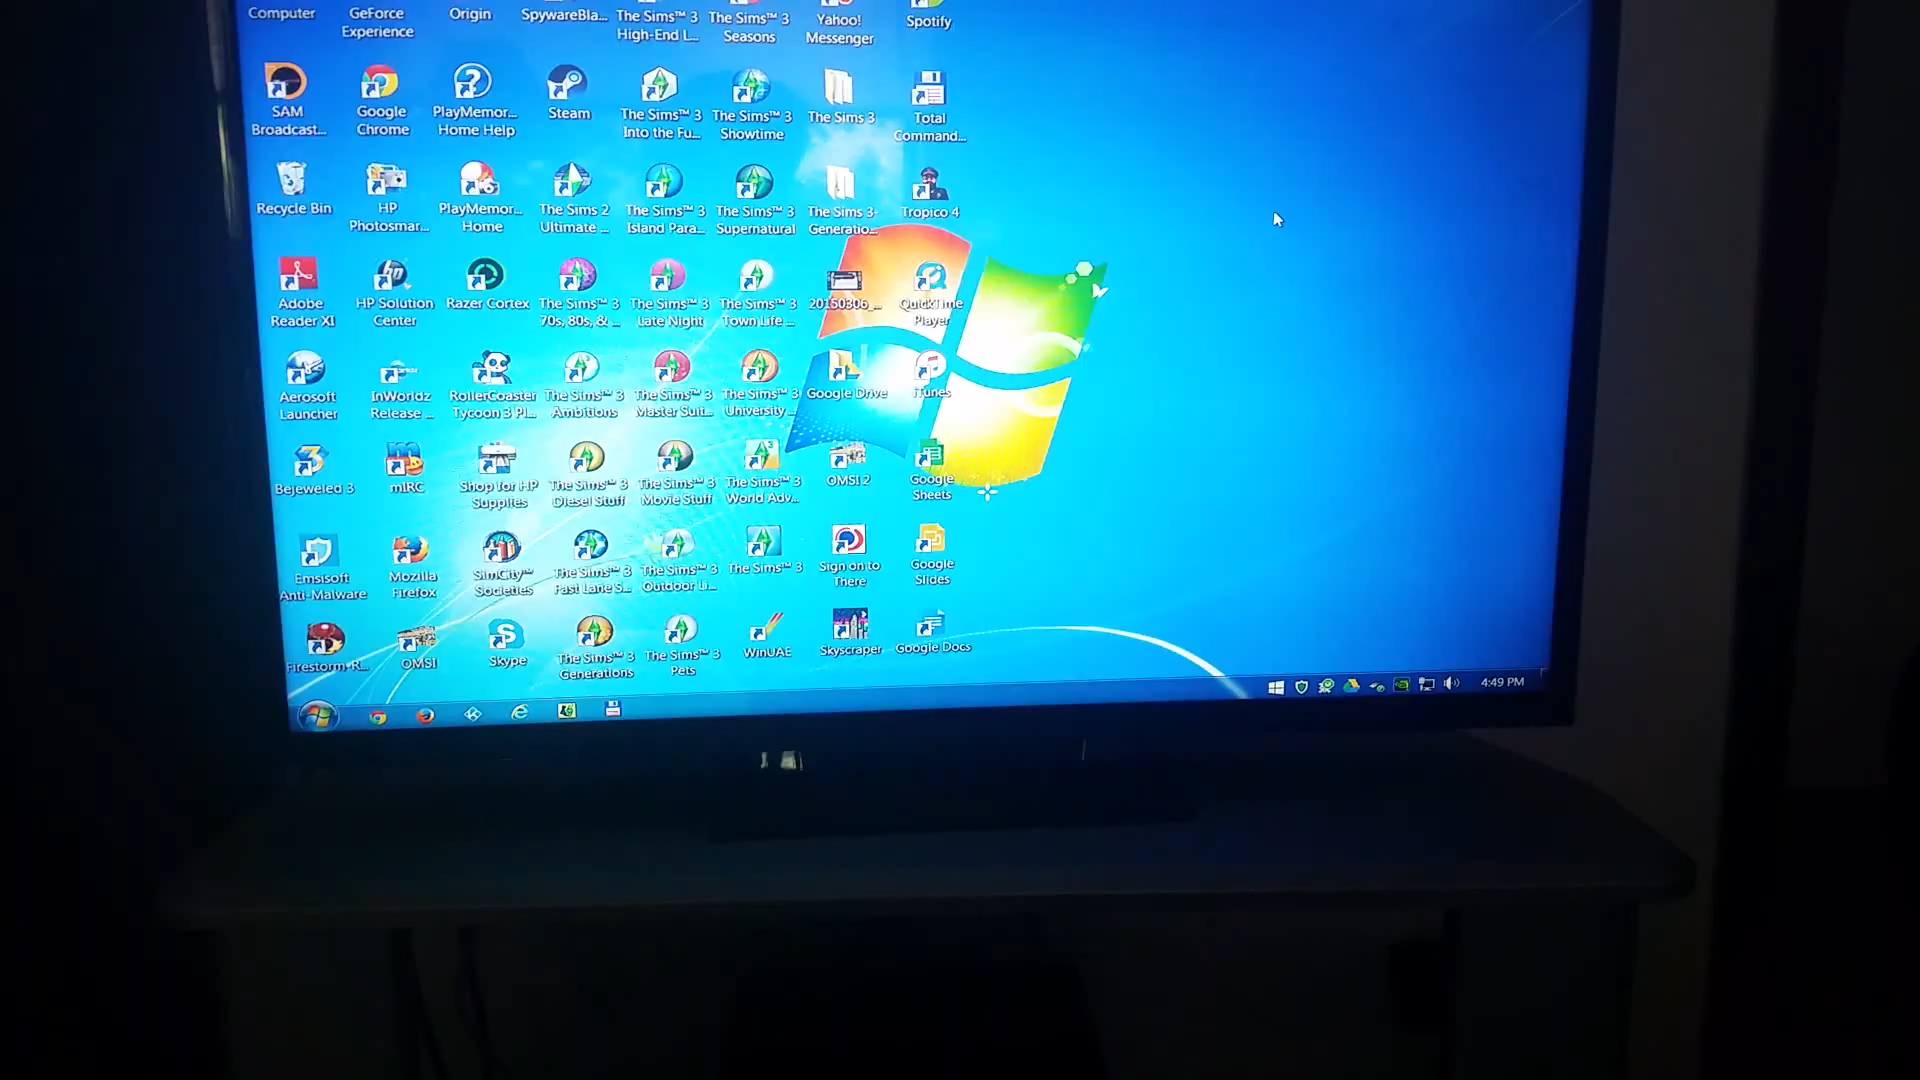 Computer
GeForce
Experience
Origin
SpywareBla...
The Sims™ 3
High-End L...
The Sims™ 3
Seasons
Yahoo!
Messenger
Spotify
SAM
Broadcast...
Google
Chrome
PlayMemor...
Home Help
Steam
The Sims™ 3
Into the Fu...
The Sims™ 3
Showtime
The Sims 3
Total
Command...
Recycle Bin
HP
Photosmar...
PlayMemor...
Home
The Sims 2
Ultimate ...
The Sims™ 3
Island Para...
The Sims™ 3
Supernatural
The Sims 3-
Generatio...
Tropico 4
Adobe
Reader XI
HP Solution
Center
Razer Cortex
The Sims™ 3
70s, 80s, & ...
The Sims™ 3
Late Night
The Sims™ 3
Town Life ...
20150306_...
QuickTime
Player
Aerosoft
Launcher
InWorldz
Release ...
RollerCoaster
Tycoon 3 Pl...
The Sims™ 3
Ambitions
The Sims™ 3
Master Suit...
The Sims™ 3
University ...
Google Drive
iTunes
Bejeweled 3
mIRC
Shop for HP
Supplies
The Sims™ 3
Diesel Stuff
The Sims™ 3
Movie Stuff
The Sims™ 3
World Adv...
OMSI 2
Google
Sheets
Emsisoft
Anti-Malware
Mozilla
Firefox
SimCity™
Societies
The Sims™ 3
Fast Lane S...
The Sims™ 3
Outdoor Li...
The Sims™ 3
Sign on to
There
Google
Slides
Firestorm-R...
OMSI
Skype
The Sims™ 3
Generations
The Sims™ 3
Pets
WinUAE
Skyscraper
Google Docs
4:49 PM